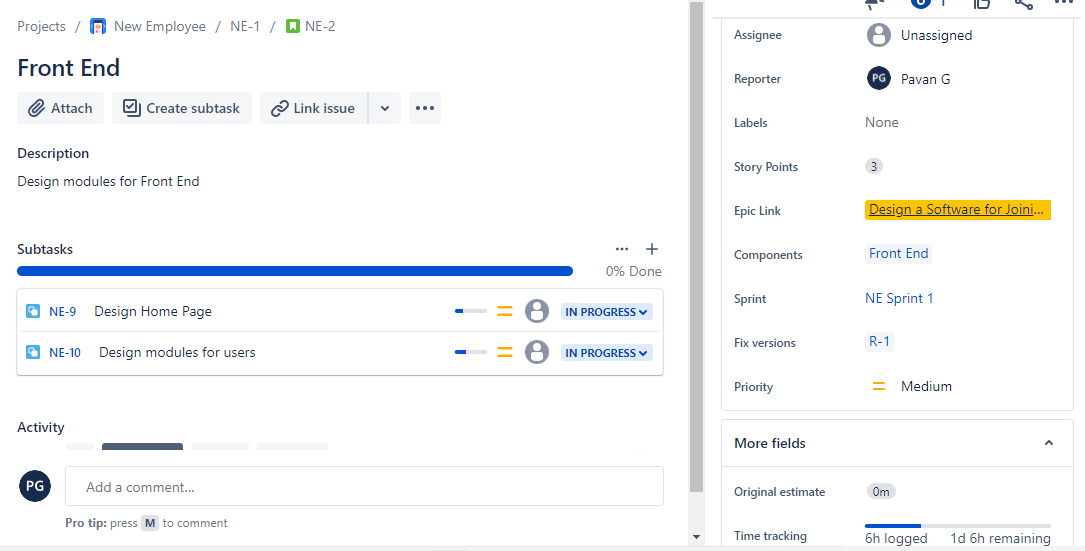 Projects / New Employee / NE-1 / NE-2
Front End
Attach Create subtask Link issue
Description
Design modules for Front End
Subtasks
0% Done
NE-9 Design Home Page IN PROGRESS
NE-10 Design modules for users IN PROGRESS
Activity
PG Add a comment…
Pro tip: press M to comment
1
Assignee Unassigned
Reporter PG Pavan G
Labels None
Story Points 3
Epic Link Design a Software for Joini...
Components Front End
Sprint NE Sprint 1
Fix versions R-1
Priority Medium
More fields
Original estimate 0m
Time tracking
6h logged 1d 6h remaining